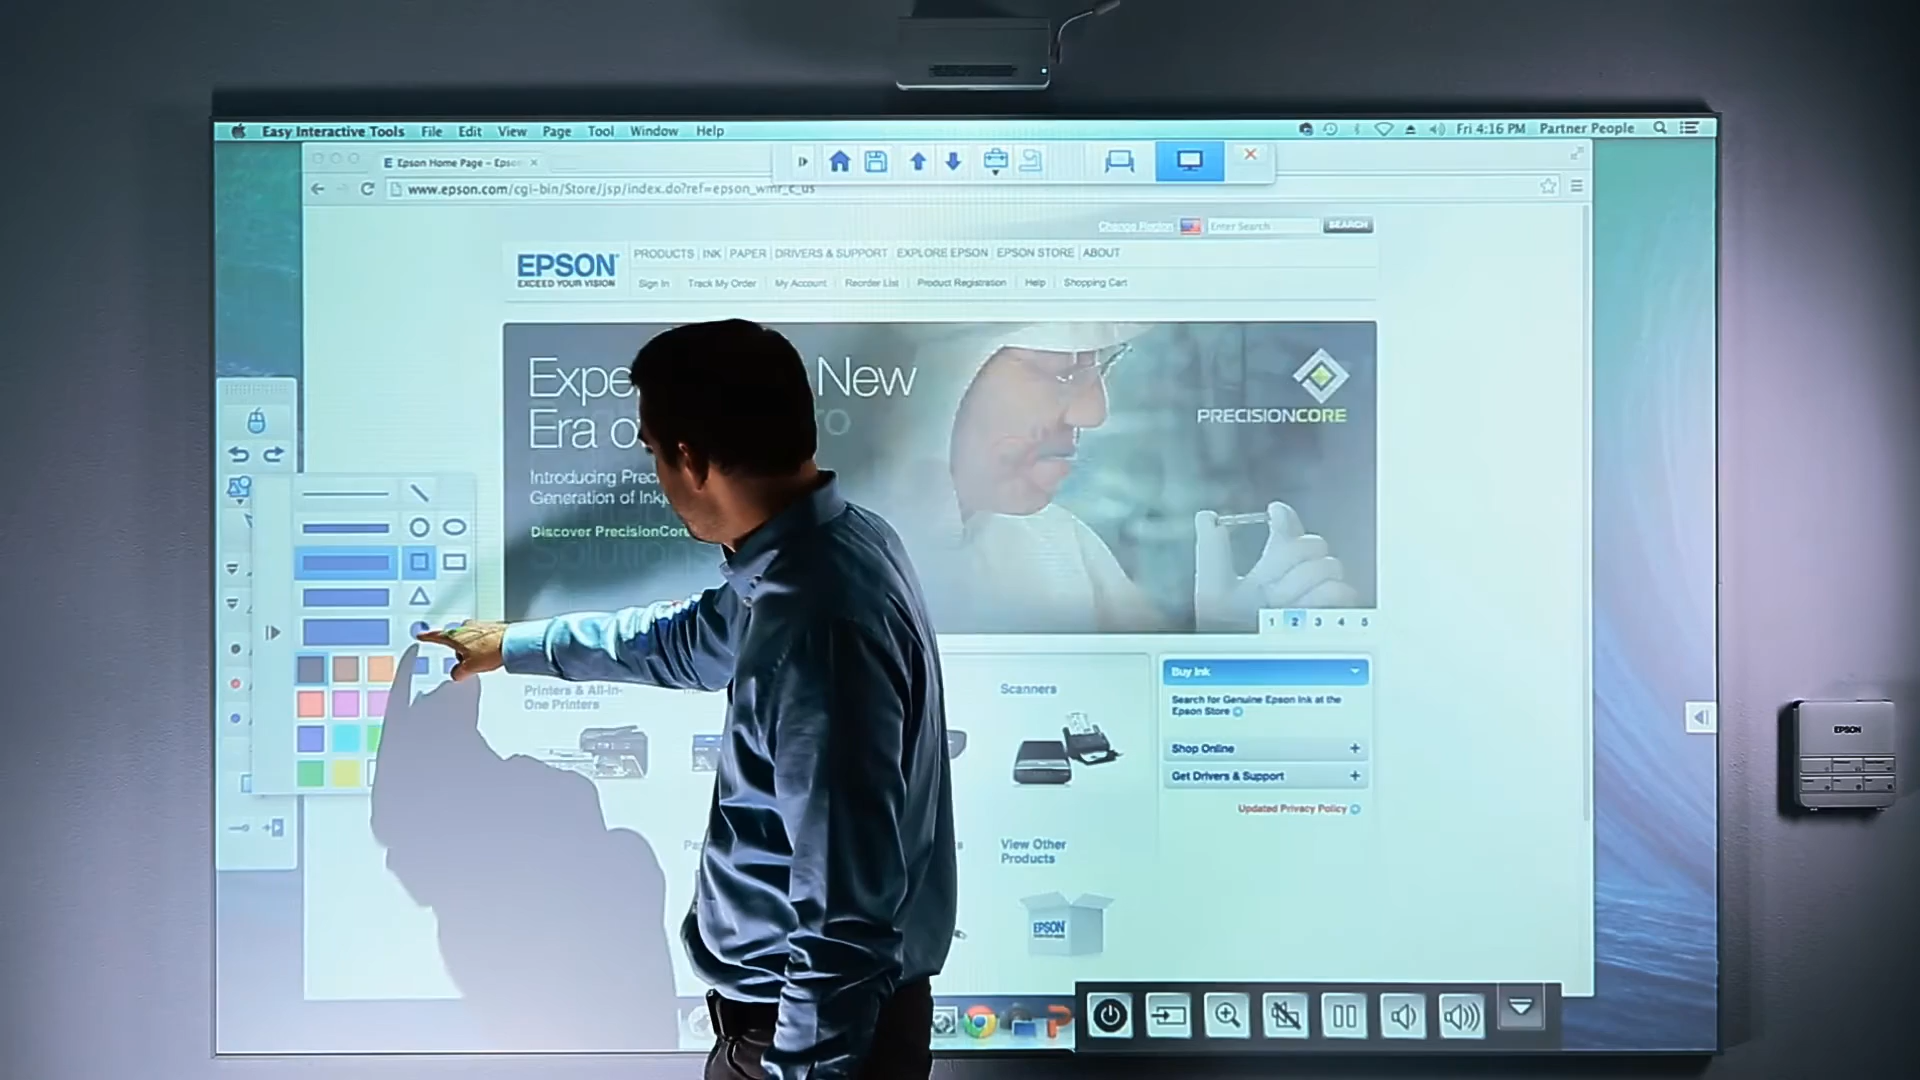 Easy Interactive Tools File Edit View Page Tool Window Help
Fri 4:16 PM Partner People
Epson Home Page – Epson
www.epson.com/cgi-bin/Store/jsp/index.do?ref=epson_wmr_c_us
Change Region Enter Search SEARCH
EPSON
EXCEED YOUR VISION
PRODUCTS INK PAPER DRIVERS & SUPPORT EXPLORE EPSON EPSON STORE ABOUT
Sign In Track My Order My Account Reorder List Product Registration Help Shopping Cart
New
Era
Introducing
Generation of
Discover PrecisionCore
PRECISIONCORE
1 2 3 4 5
Printers & All-in-
One Printers
Scanners
View Other
Products
EPSON
Buy Ink
Search for Genuine Epson Ink at the
Epson Store
Shop Online
Get Drivers & Support
Updated Privacy Policy
EPSON